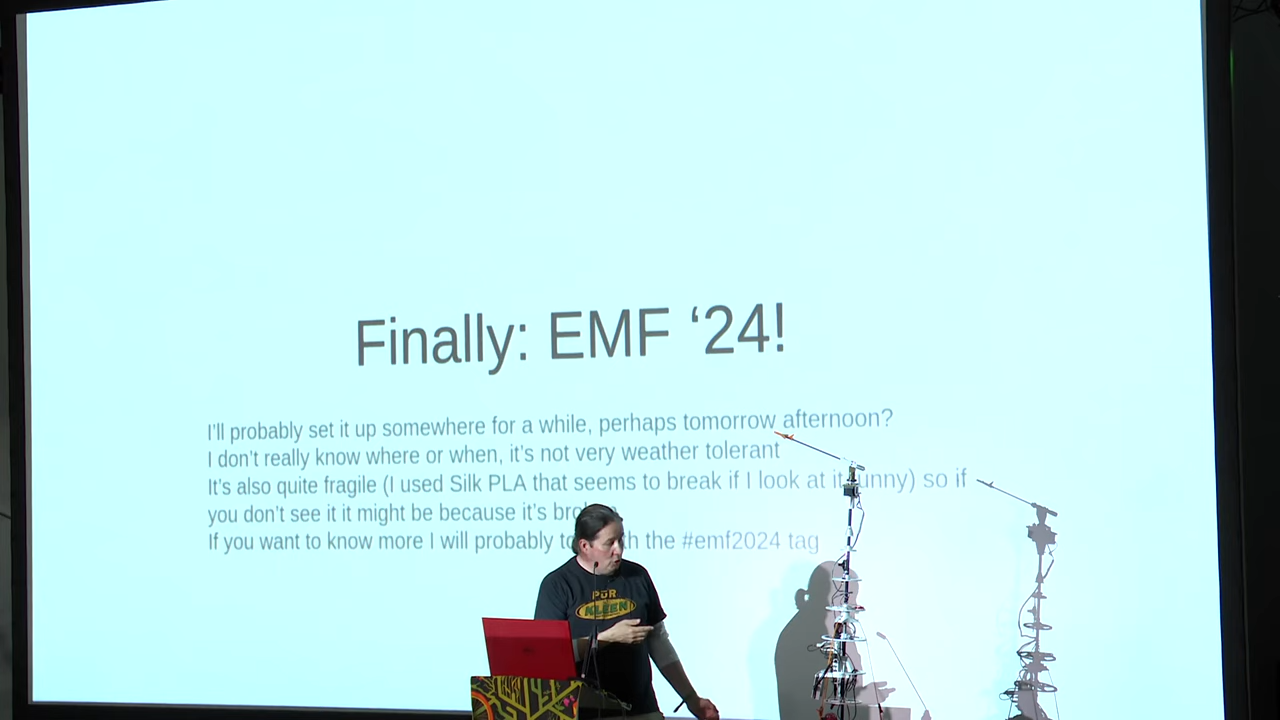 Finally: EMF ‘24!
I’ll probably set it up somewhere for a while, perhaps tomorrow afternoon?
I don’t really know where or when, it’s not very weather tolerant
It’s also quite fragile (I used Silk PLA that seems to break if I look at it funny) so if
you don’t see it it might be because it’s broken
If you want to know more I will probably the #emf2024 tag
PDR
KLEEN